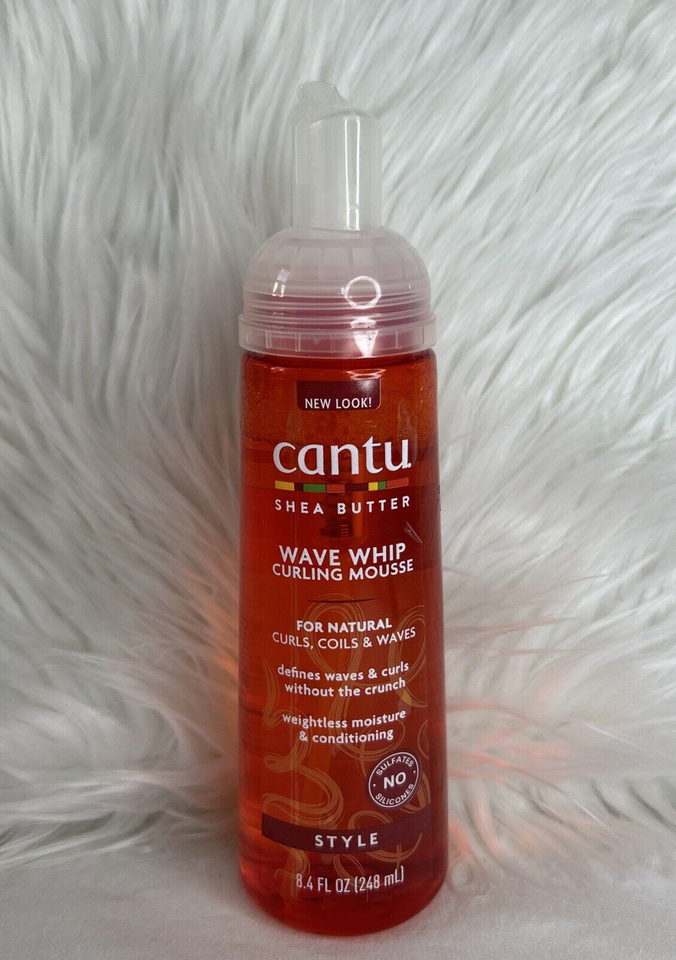 NEW LOOK!
cantu
SHEA BUTTER
WAVE WHIP
CURLING MOUSSE
FOR NATURAL
CURLS, COILS & WAVES
defines waves & curls
without the crunch
weightless moisture
& conditioning
SULFATES
NO
SILICONES
STYLE
8.4 FL OZ (248 mL)